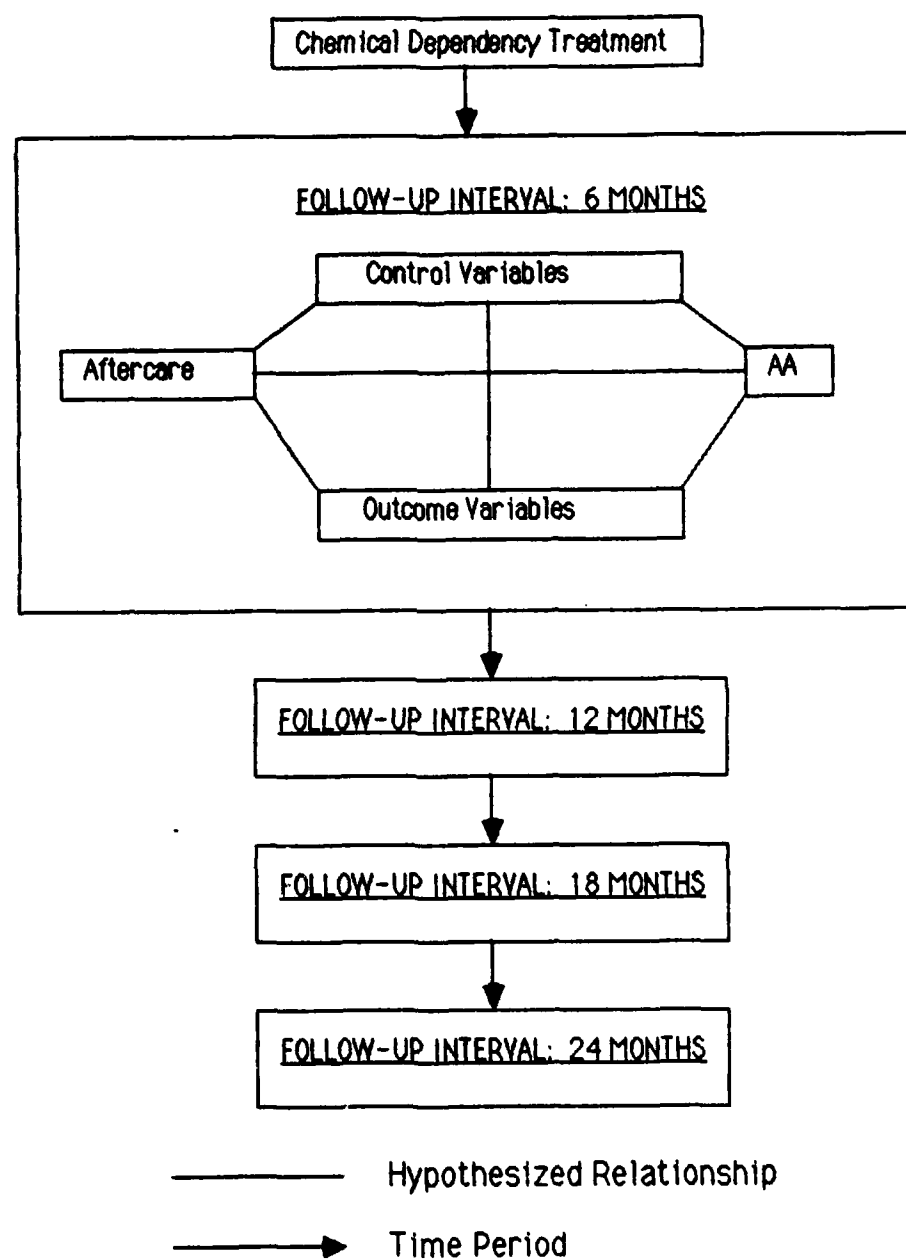 Chemical Dependency Treatment
FOLLOW-UP INTERVAL: 6 MONTHS
Control Variables
Aftercare
AA
Outcome Variables
FOLLOW-UP INTERVAL: 12 MONTHS
FOLLOW-UP INTERVAL: 18 MONTHS
FOLLOW-UP INTERVAL: 24 MONTHS
Hypothesized Relationship
Time Period